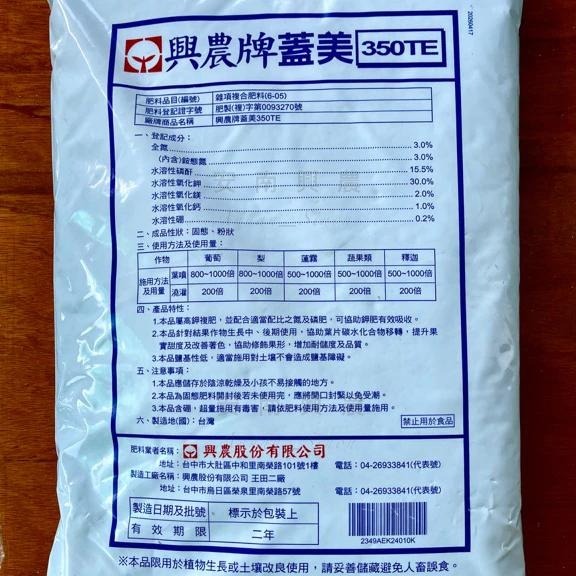 20250417
興農牌蓋美 350TE
肥料品目(編號) 雜項複合肥料(6-05)
肥料登記證字號 肥製(複)字第0093270號
廠牌商品名稱 興農牌蓋美350TE
一、登記成分：
全氮 3.0%
(內含)銨態氮 3.0%
水溶性磷酐 15.5%
水溶性氧化鉀 30.0%
水溶性氧化鎂 2.0%
水溶性氧化鈣 1.0%
水溶性硼 0.2%
安南興農
二、成品性狀：固態、粉狀
三、使用方法及使用量：
作物 葡萄 梨 蓮霧 蔬果類 釋迦
施用方法及用量 葉噴 800~1000倍 800~1000倍 500~1000倍 500~1000倍 500~1000倍
澆灌 200倍 200倍 200倍 200倍 200倍
四、產品特性：
1.本品屬高鉀複肥，並配合適當配比之氮及磷肥，可協助鉀肥有效吸收。
2.本品針對結果作物生長中、後期使用，協助葉片碳水化合物移轉，提升果
實甜度及改善著色，協助修飾果形，增加耐儲度及品質。
3.本品鹽基性低，適當施用對土壤不會造成鹽基障礙。
五、注意事項：
1.本品應儲存於陰涼乾燥及小孩不易接觸的地方。
2.本品為固態肥料開封後若未使用完，應將開口封緊以免受潮。
3.本品含硼，超量施用有毒害，請依肥料使用方法及使用量施用。
六、製造地(國)：台灣 禁止用於食品
肥料業者名稱： 興農股份有限公司
地址：台中市大肚區中和里南榮路101號1樓 電話：04-26933841(代表號)
製造工廠名稱：興農股份有限公司 王田二廠
地址：台中市烏日區榮泉里南榮路57號 電話：04-26933841(代表號)
製造日期及批號 標示於包裝上
有效期限 二年
2349AEK24010K
※本品限用於植物生長或土壤改良使用，請妥善儲藏避免人畜誤食。